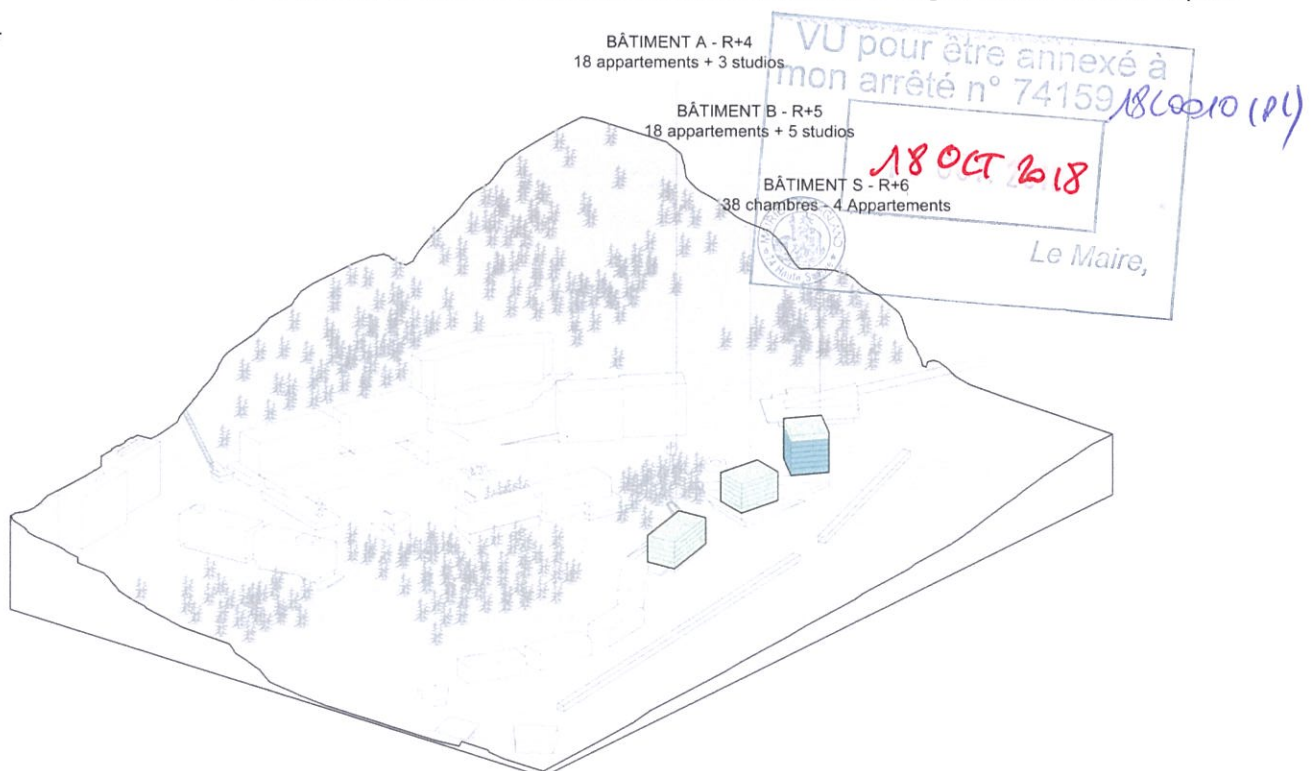 BÂTIMENT A - R+4
18 appartements + 3 studios
BÂTIMENT B - R+5
18 appartements + 5 studios
BÂTIMENT S - R+6
38 chambres - 4 Appartements
VU pour être annexé à
mon arrêté n° 74159
18 OCT 2018
Le Maire,